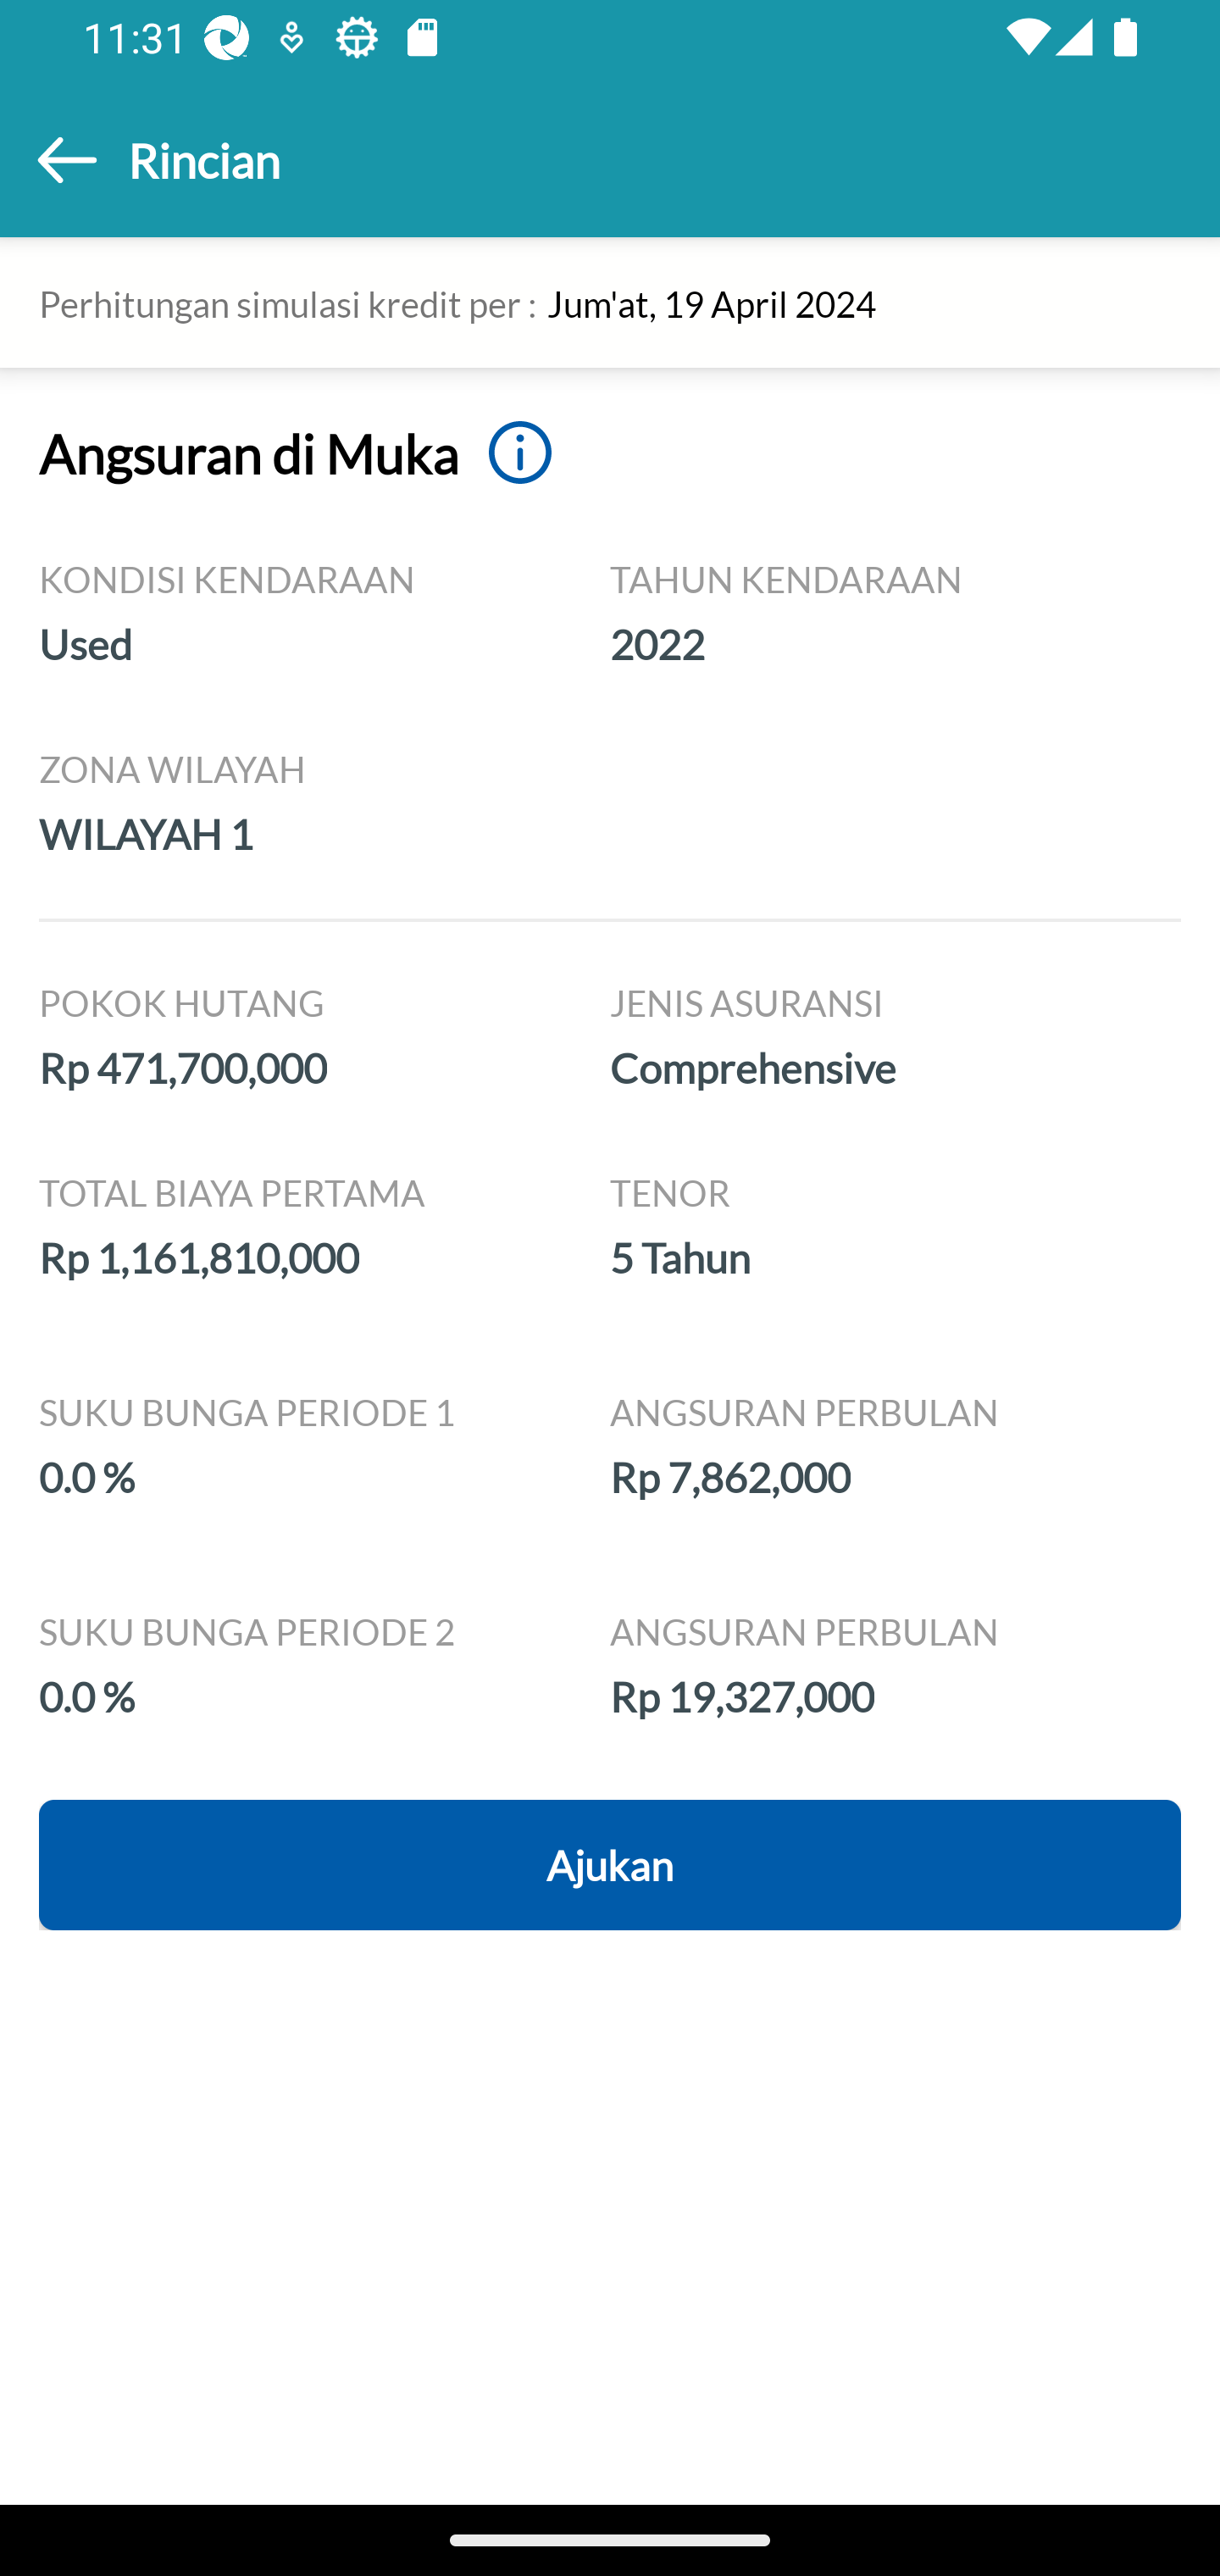 11:31
Rincian
Perhitungan simulasi kredit per : Jum'at, 19 April 2024
Angsuran di Muka
KONDISI KENDARAAN
Used
TAHUN KENDARAAN
2022
ZONA WILAYAH
WILAYAH 1
POKOK HUTANG
Rp 471,700,000
JENIS ASURANSI
Comprehensive
TOTAL BIAYA PERTAMA
Rp 1,161,810,000
TENOR
5 Tahun
SUKU BUNGA PERIODE 1
0.0 %
ANGSURAN PERBULAN
Rp 7,862,000
SUKU BUNGA PERIODE 2
0.0 %
ANGSURAN PERBULAN
Rp 19,327,000
Ajukan